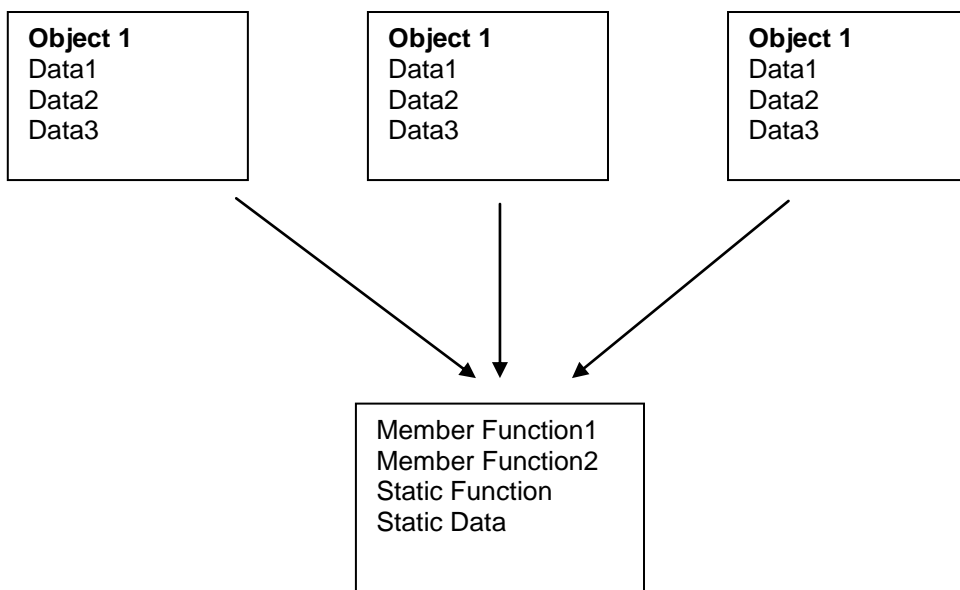 Object 1
Data1
Data2
Data3
Object 1
Data1
Data2
Data3
Object 1
Data1
Data2
Data3
Member Function1
Member Function2
Static Function
Static Data